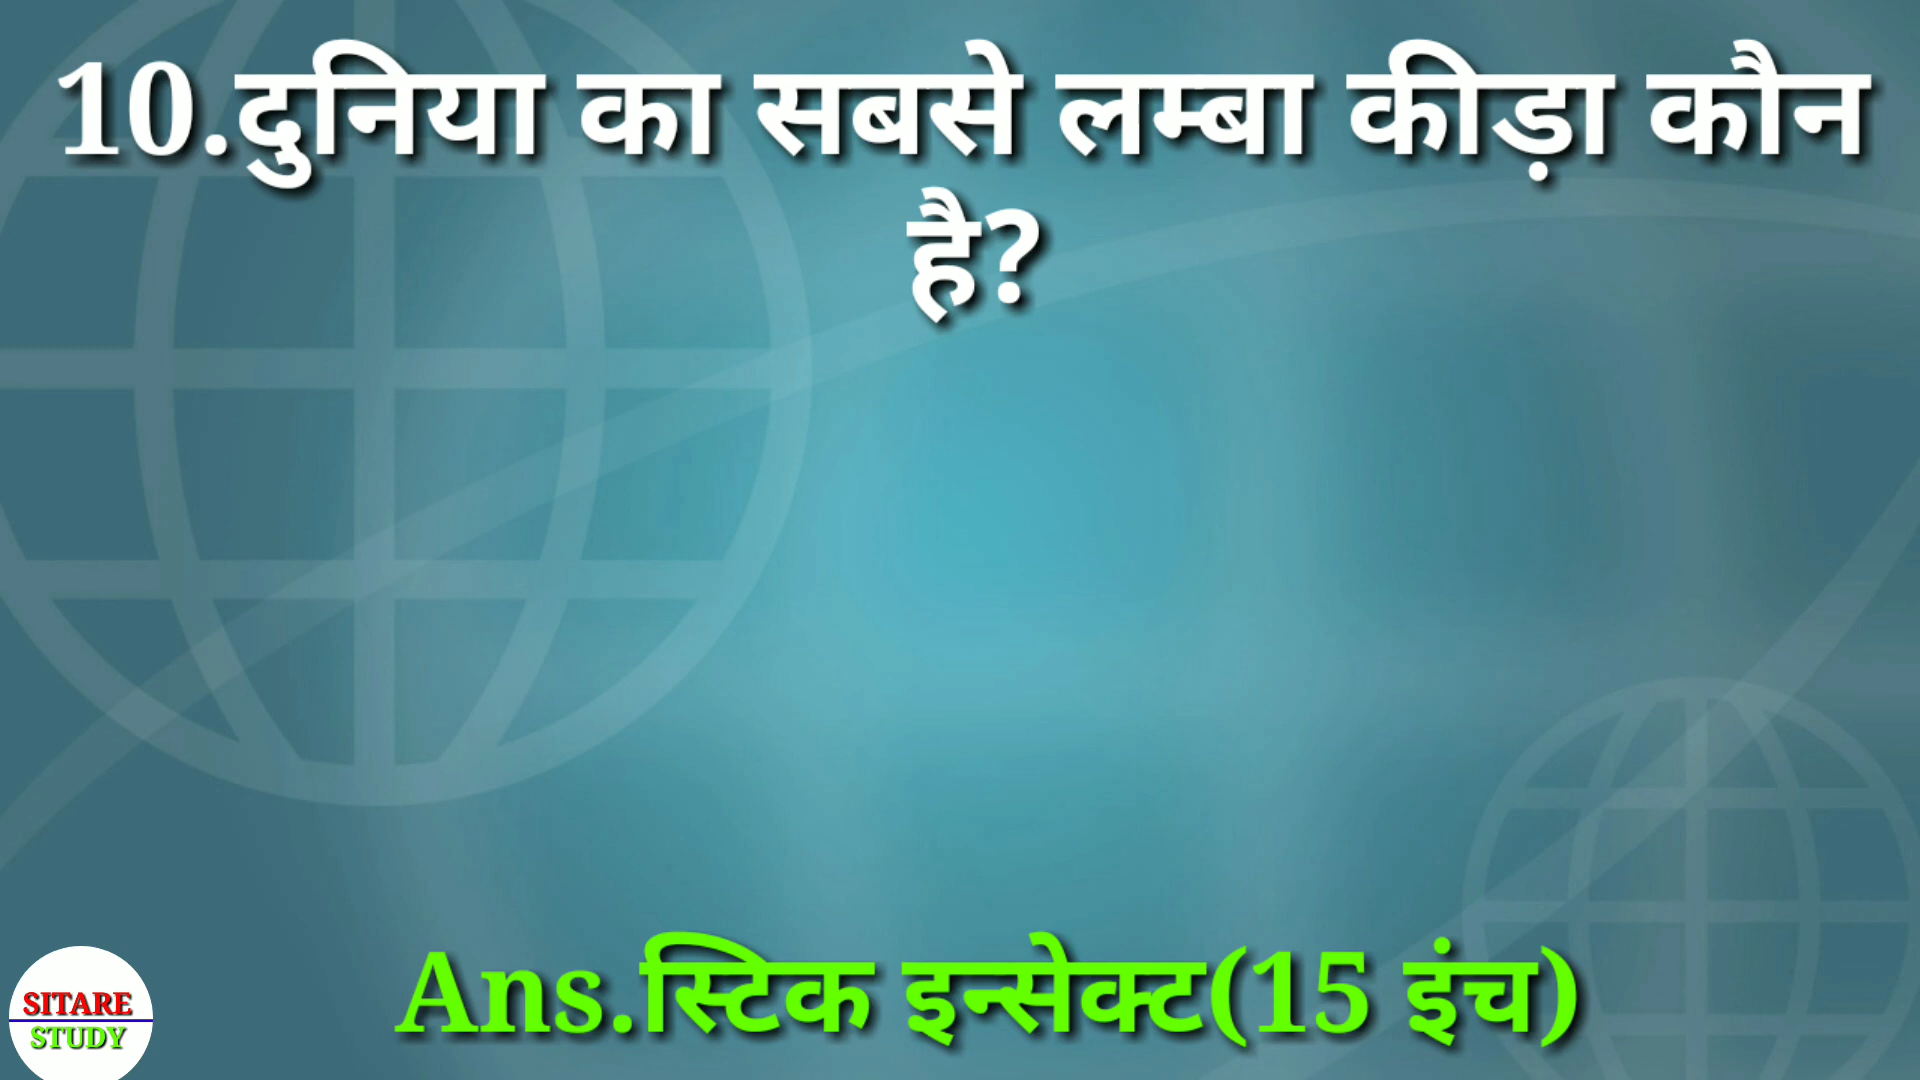 10.दुनिया का सबसे लम्बा कीड़ा कौन
है?
Ans.स्टिक इन्सेक्ट(15 इंच)
SITARE
STUDY